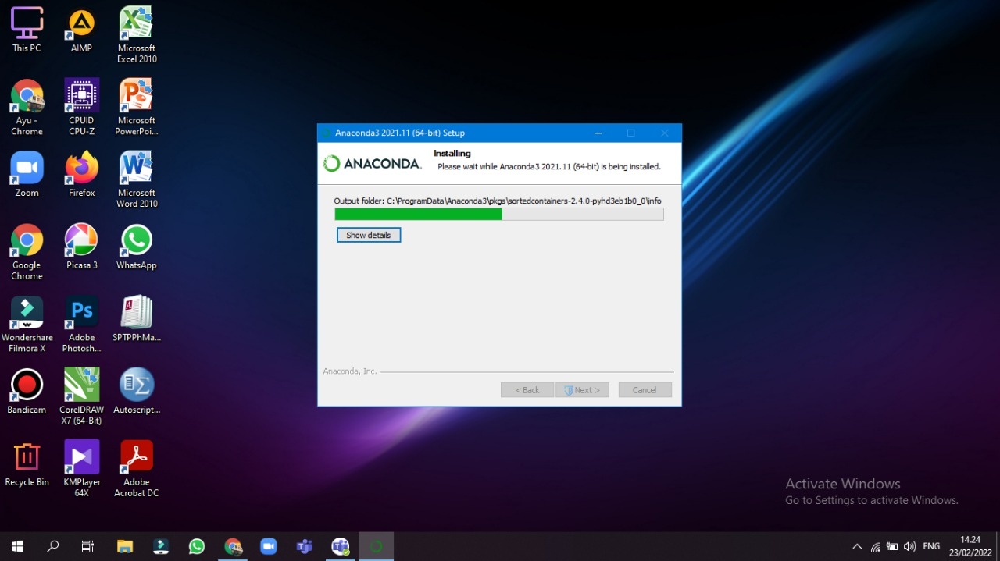 This PC
AIMP
Microsoft
Excel 2010
Ayu -
Chrome
CPUID
CPU-Z
Microsoft
PowerPoi...
Zoom
Firefox
Microsoft
Word 2010
Google
Chrome
Picasa 3
WhatsApp
Wondershare
Filmora X
Ps
Adobe
Photosh...
SPTPPhMa...
Bandicam
CorelDRAW
X7 (64-Bit)
Autoscript...
Recycle Bin
KMPlayer
64X
Adobe
Acrobat DC
Anaconda3 2021.11 (64-bit) Setup
ANACONDA.
Installing
Please wait while Anaconda3 2021.11 (64-bit) is being installed.
Output folder: C:\ProgramData\Anaconda3\pkgs\sortedcontainers-2.4.0-pyhd3eb1b0_0\info
Show details
Anaconda, Inc.
< Back
Next >
Cancel
Activate Windows
Go to Settings to activate Windows.
ENG
14.24
23/02/2022